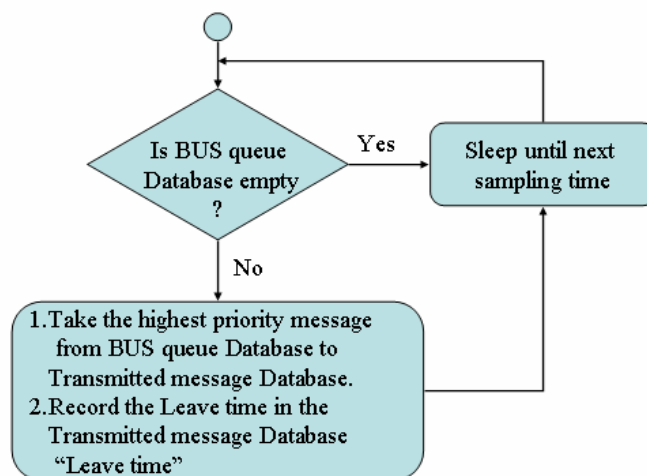 Is BUS queue
Database empty
?
Yes
Sleep until next
sampling time
No
1.Take the highest priority message
from BUS queue Database to
Transmitted message Database.
2.Record the Leave time in the
Transmitted message Database
“Leave time”